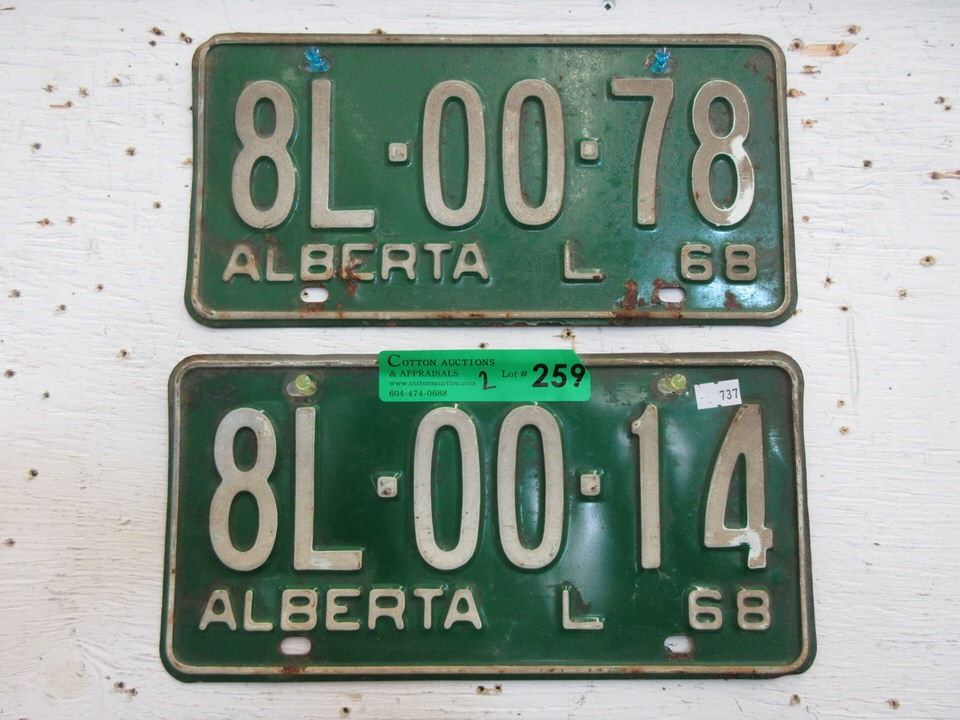 8L·00·78
ALBERTA L 68
COTTON AUCTIONS
& APPRAISALS
www.cottonsauction.com
604-474-0688
2 Lot # 259
737
8L·00·14
ALBERTA L 68